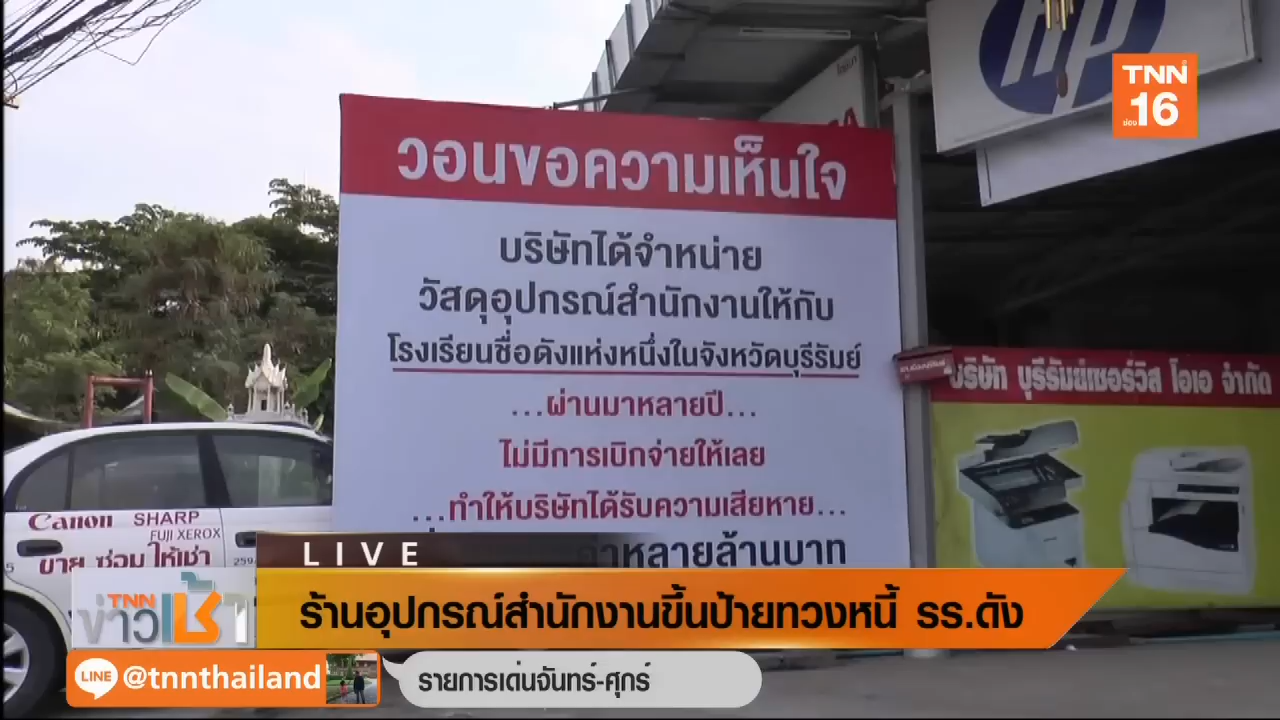 hp
TNN
ช่อง 16
วอนขอความเห็นใจ
บริษัทได้จำหน่าย
วัสดุอุปกรณ์สำนักงานให้กับ
โรงเรียนชื่อดังแห่งหนึ่งในจังหวัดบุรีรัมย์
...ผ่านมาหลายปี...
ไม่มีการเบิกจ่ายให้เลย
...ทำให้บริษัทได้รับความเสียหาย...
หลายล้านบาท
บริษัท บุรีรัมย์เซอร์วิส โอเอ จำกัด
Canon SHARP
FUJI XEROX
ขาย ซ่อม ให้เช่า
LIVE
TNN
ข่าวเช้า
ร้านอุปกรณ์สำนักงานขึ้นป้ายทวงหนี้ รร.ดัง
LINE @tnnthailand
รายการเด่นจันทร์-ศุกร์